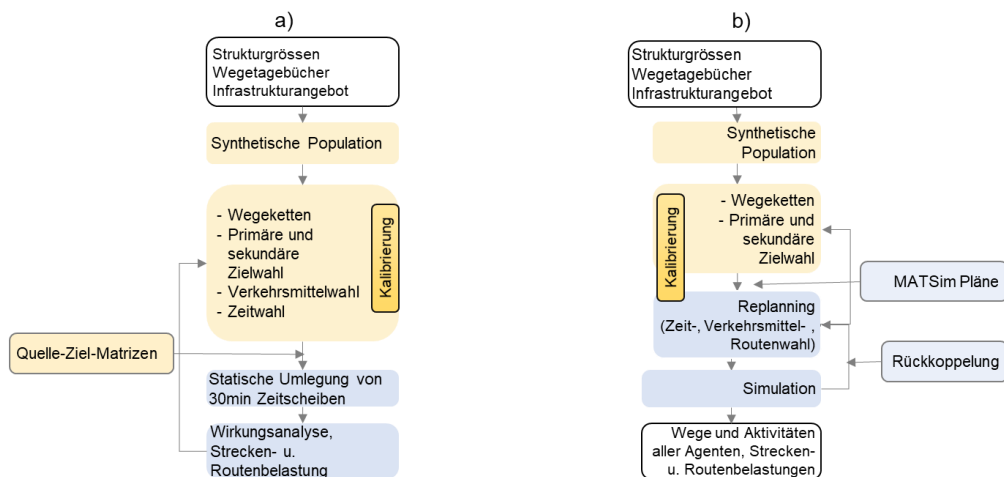 a)
Strukturgrössen
Wegetagebücher
Infrastrukturangebot
Synthetische Population
- Wegeketten
- Primäre und
sekundäre
Zielwahl
- Verkehrsmittelwahl
- Zeitwahl
Kalibrierung
Quelle-Ziel-Matrizen
Statische Umlegung von
30min Zeitscheiben
Wirkungsanalyse,
Strecken- u.
Routenbelastung
b)
Strukturgrössen
Wegetagebücher
Infrastrukturangebot
Synthetische
Population
- Wegeketten
- Primäre und
sekundäre
Zielwahl
Kalibrierung
MATSim Pläne
Replanning
(Zeit-, Verkehrsmittel- ,
Routenwahl)
Rückkoppelung
Simulation
Wege und Aktivitäten
aller Agenten, Strecken-
u. Routenbelastungen